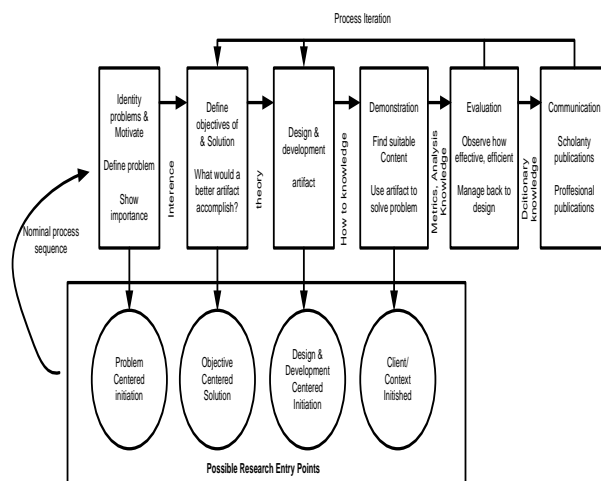 Process Iteration
Identity
problems &
Motivate
Define problem
Show
importance
Interence
Define
objectives of
& Solution
What would a
better artifact
accomplish?
theory
Design &
development
artifact
How to knowledge
Demonstration
Find suitable
Content
Use artifact to
solve problem
Metrics, Analysis
Knowledge
Evaluation
Observe how
effective, efficient
Manage back to
design
Dcitionary
knowledge
Communication
Scholanty
publications
Proffesional
publications
Nominal process
sequence
Problem
Centered
initiation
Objective
Centered
Solution
Design &
Development
Centered
Initiation
Client/
Context
Initished
Possible Research Entry Points